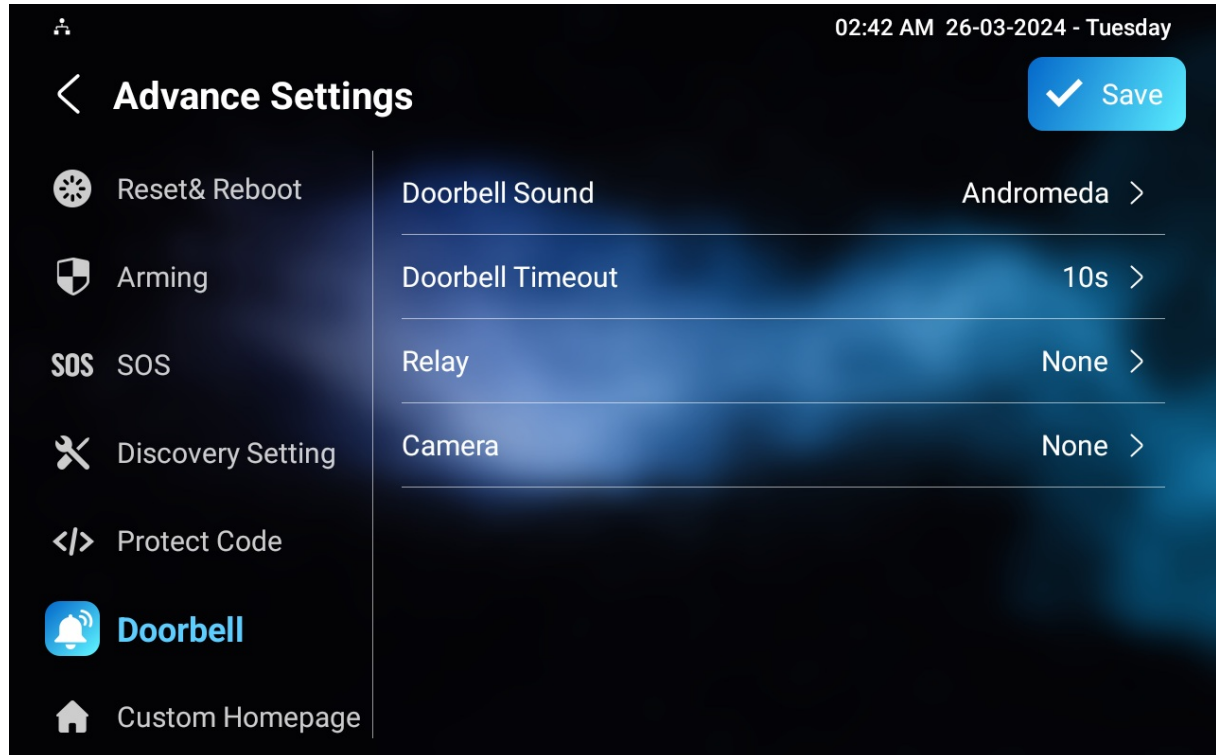 02:42 AM 26-03-2024 - Tuesday
Advance Settings
Save
Reset& Reboot
Arming
SOS SOS
Discovery Setting
</> Protect Code
Doorbell
Custom Homepage
Doorbell Sound Andromeda
Doorbell Timeout 10s
Relay None
Camera None